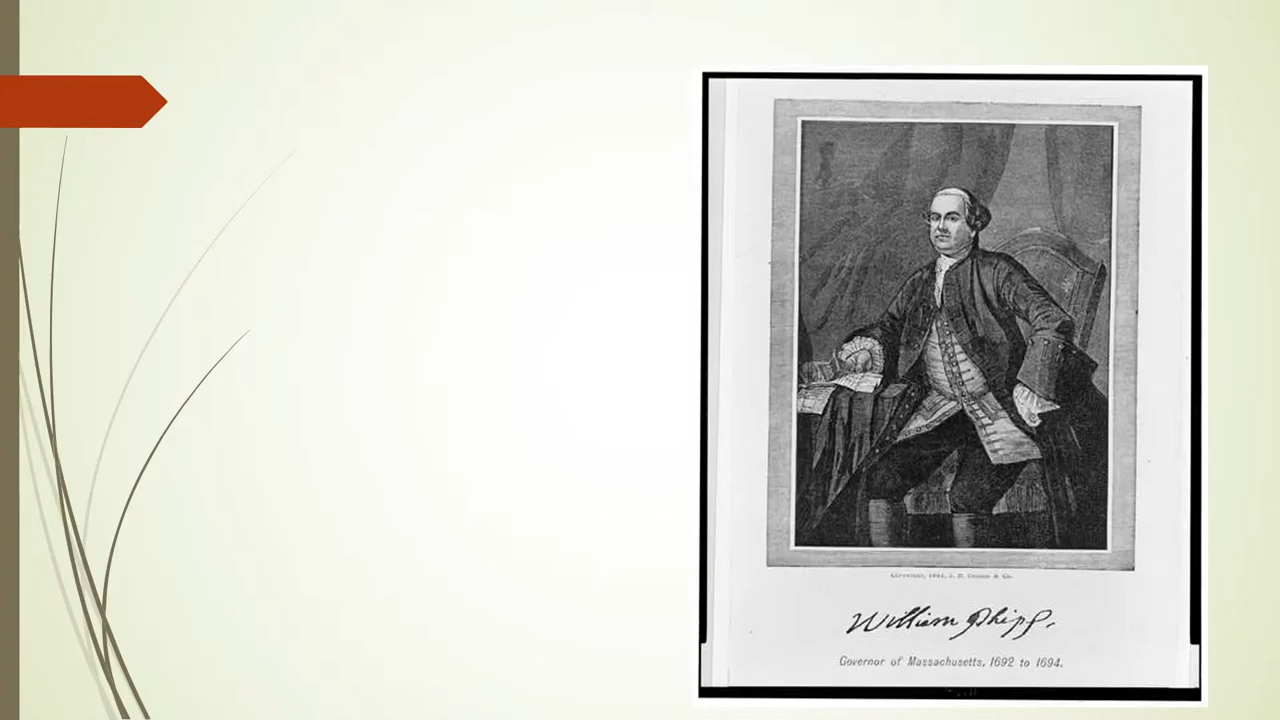 William Phips.
Governor of Massachusetts, 1692 to 1694.